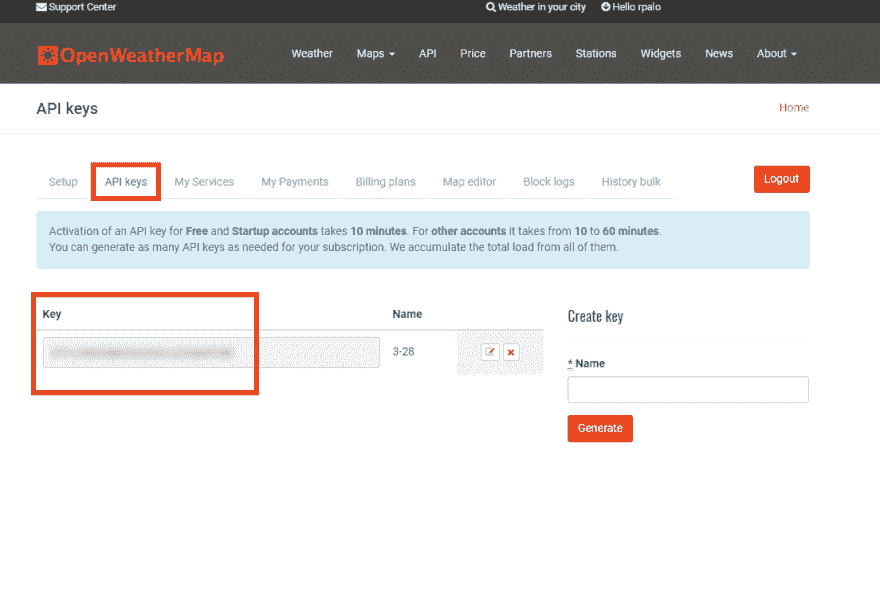 Support Center
Weather in your city
Hello rpalo
OpenWeatherMap
Weather
Maps
API
Price
Partners
Stations
Widgets
News
About
API keys
Home
Setup
API keys
My Services
My Payments
Billing plans
Map editor
Block logs
History bulk
Logout
Activation of an API key for Free and Startup accounts takes 10 minutes. For other accounts it takes from 10 to 60 minutes.
You can generate as many API keys as needed for your subscription. We accumulate the total load from all of them.
Key
Name
3-28
Create key
* Name
Generate